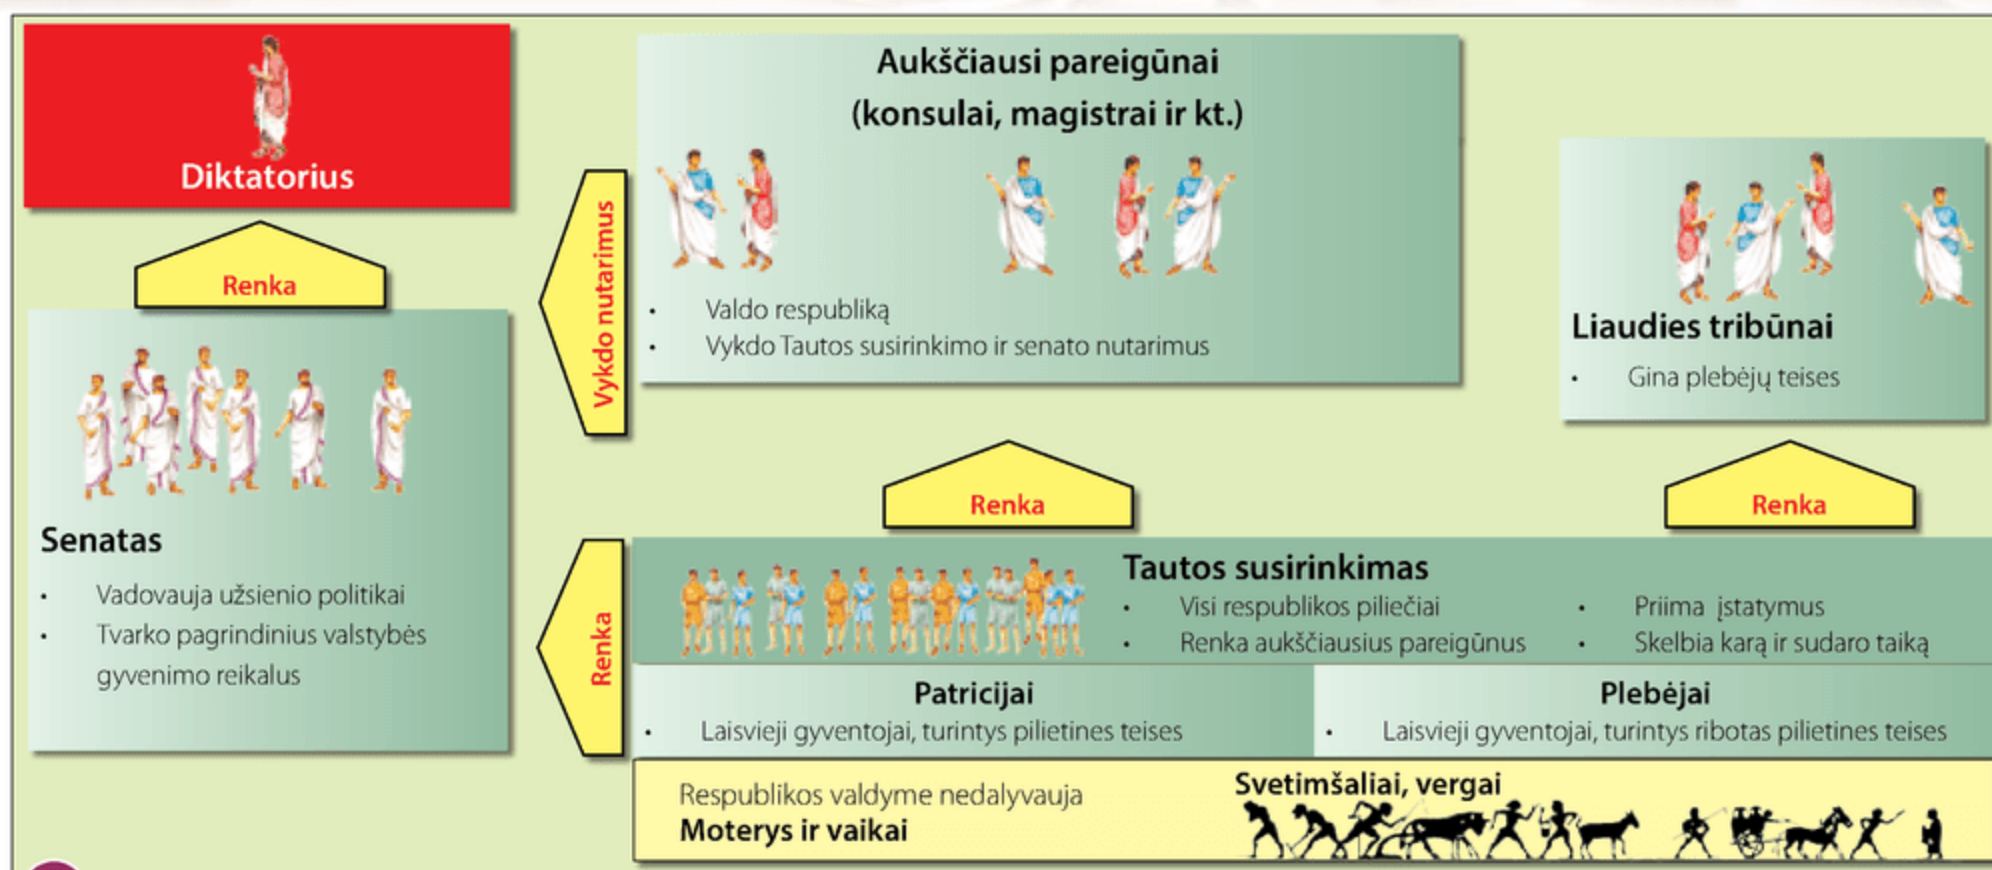 Diktatorius
Renka
Senatas
• Vadovauja užsienio politikai
• Tvarko pagrindinius valstybės
gyvenimo reikalus
Aukščiausi pareigūnai
(konsulai, magistrai ir kt.)
• Valdo respubliką
• Vykdo Tautos susirinkimo ir senato nutarimus
Vykdo nutarimus
Liaudies tribūnai
• Gina plebėjų teises
Renka
Renka
Renka
Tautos susirinkimas
• Visi respublikos piliečiai
• Renka aukščiausius pareigūnus
• Priima įstatymus
• Skelbia karą ir sudaro taiką
Patricijai
• Laisvieji gyventojai, turintys pilietines teises
Plebėjai
• Laisvieji gyventojai, turintys ribotas pilietines teises
Respublikos valdyme nedalyvauja
Moterys ir vaikai
Svetimšaliai, vergai